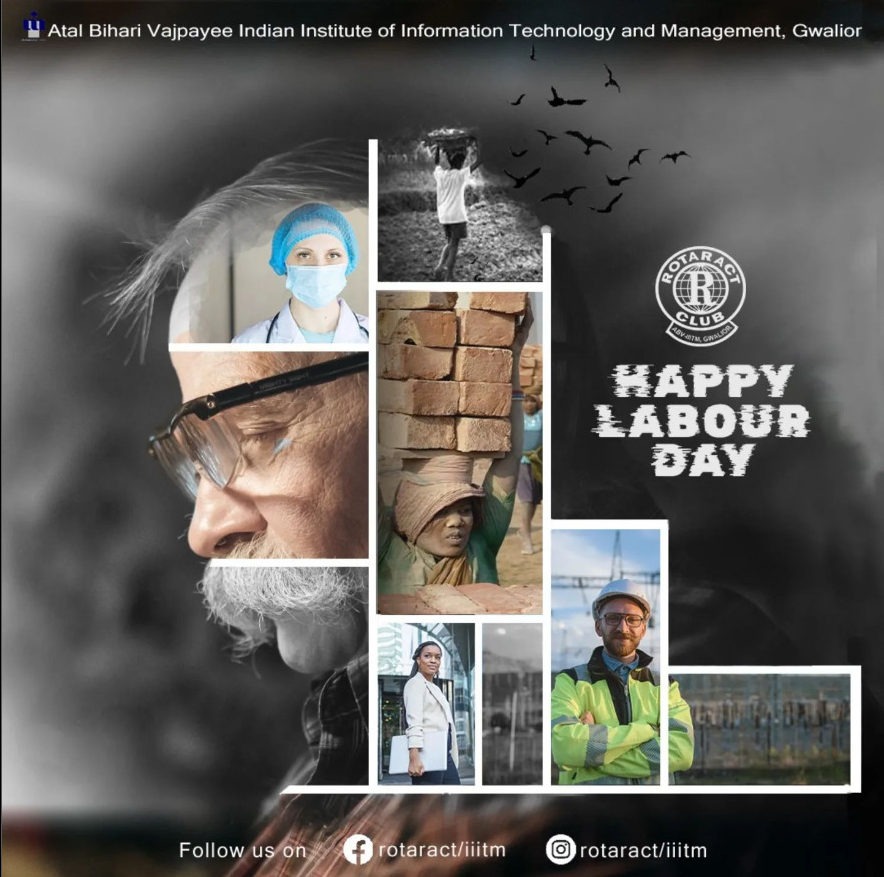 Atal Bihari Vajpayee Indian Institute of Information Technology and Management, Gwalior
ROTARACT
R
CLUB
ABV-IIITM, GWALIOR
HAPPY
LABOUR
DAY
Follow us on rotaract/iiitm rotaract/iiitm